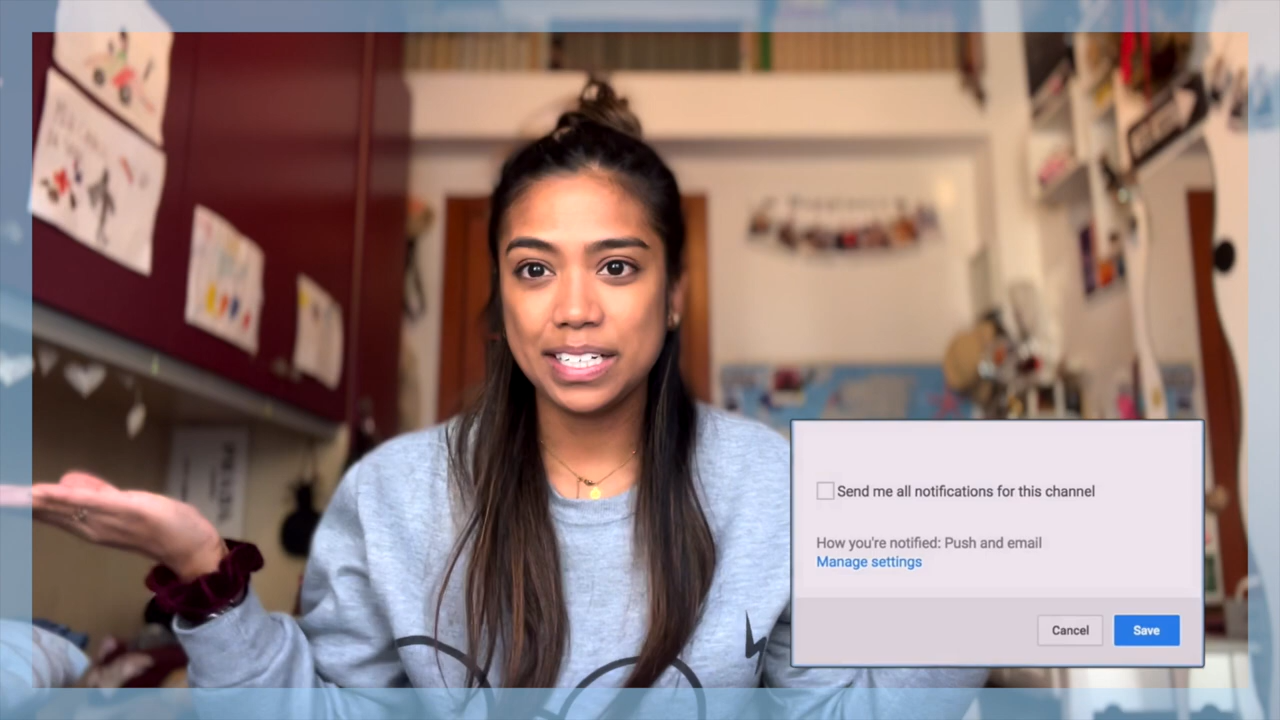 Send me all notifications for this channel
How you're notified: Push and email
Manage settings
Cancel
Save